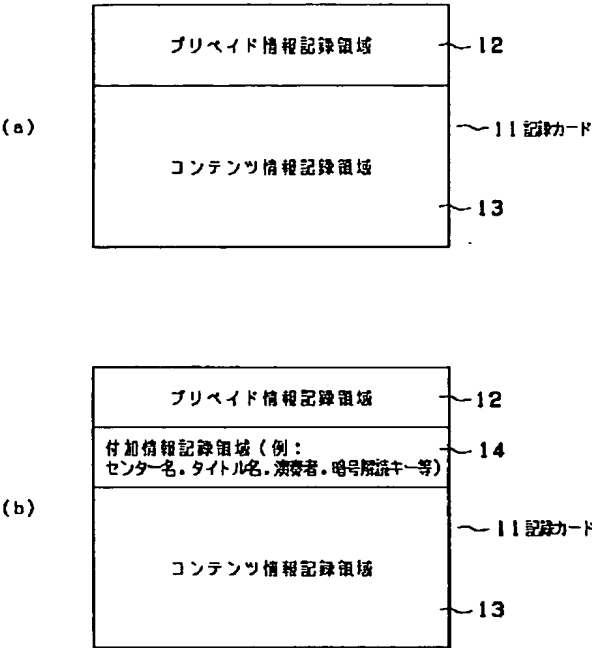 プリペイド情報記録領域 12
(a)
11 記録カード
コンテンツ情報記録領域
13
プリペイド情報記録領域 12
付加情報記録領域(例: 14
センター名,タイトル名,演奏者,暗号解読キー等)
(b)
11 記録カード
コンテンツ情報記録領域
13